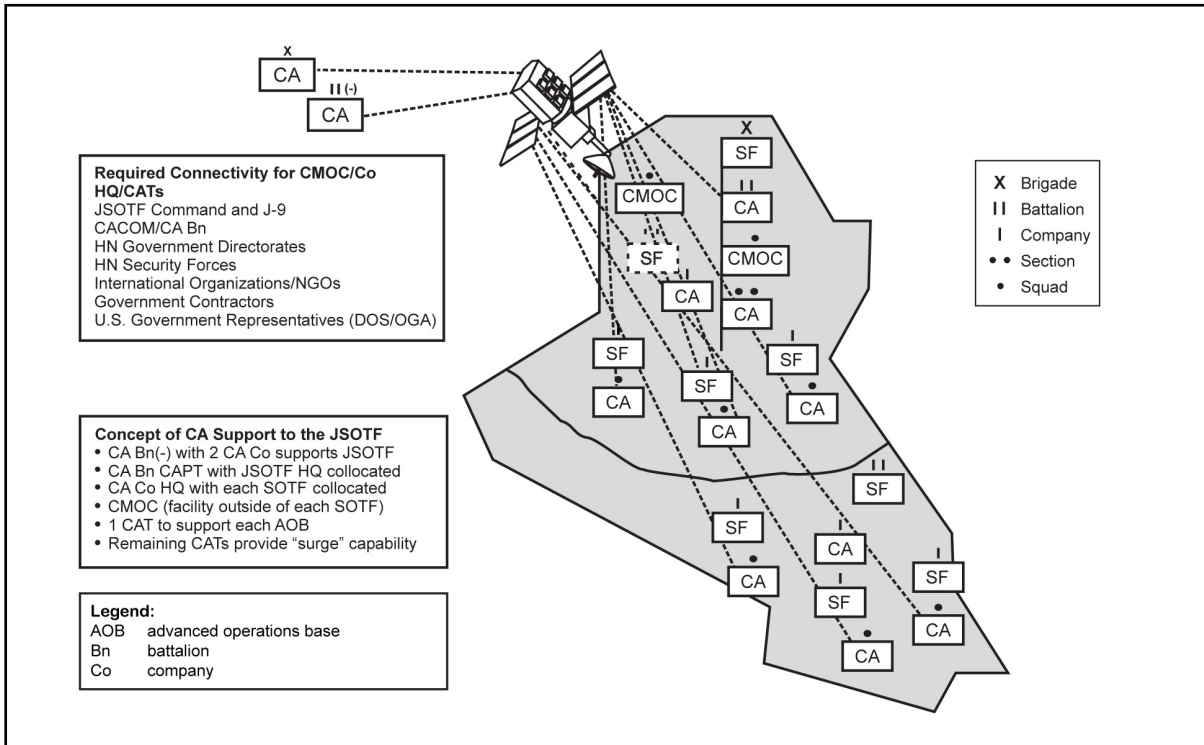 X
CA
II (-)
CA
Required Connectivity for CMOC/Co
HQ/CATs
JSOTF Command and J-9
CACOM/CA Bn
HN Government Directorates
HN Security Forces
International Organizations/NGOs
Government Contractors
U.S. Government Representatives (DOS/OGA)
Concept of CA Support to the JSOTF
• CA Bn(-) with 2 CA Co supports JSOTF
• CA Bn CAPT with JSOTF HQ collocated
• CA Co HQ with each SOTF collocated
• CMOC (facility outside of each SOTF)
• 1 CAT to support each AOB
• Remaining CATs provide “surge” capability
Legend:
AOB advanced operations base
Bn battalion
Co company
X
SF
•
CMOC
II
CA
I
SF
•
CMOC
I
CA
• •
CA
I
SF
•
CA
I
SF
•
CA
I
SF
•
CA
II
SF
I
SF
•
CA
I
CA
I
SF
•
CA
I
SF
•
CA
X Brigade
II Battalion
I Company
• • Section
• Squad